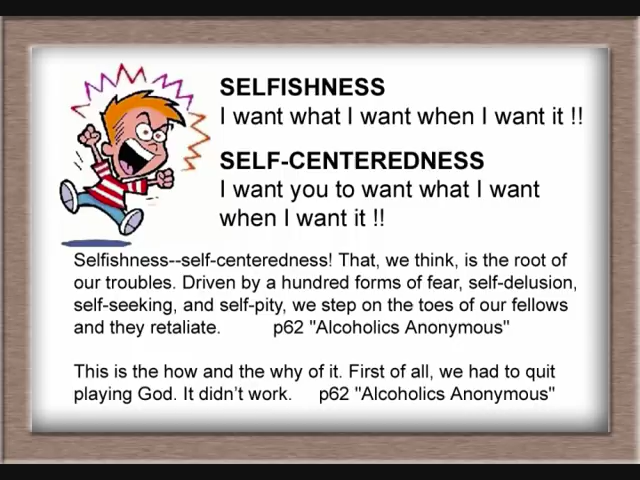 SELFISHNESS
I want what I want when I want it !!
SELF-CENTEREDNESS
I want you to want what I want
when I want it !!
Selfishness--self-centeredness! That, we think, is the root of
our troubles. Driven by a hundred forms of fear, self-delusion,
self-seeking, and self-pity, we step on the toes of our fellows
and they retaliate. p62 "Alcoholics Anonymous"
This is the how and the why of it. First of all, we had to quit
playing God. It didn’t work. p62 "Alcoholics Anonymous"